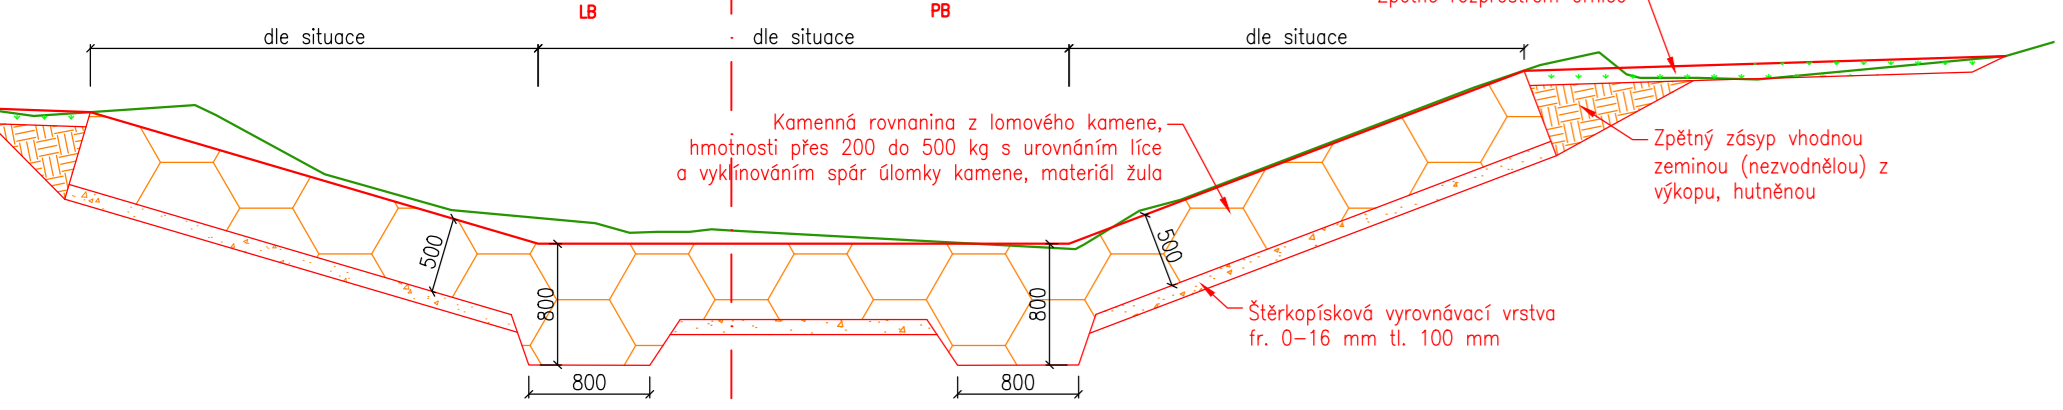 LB
PB
dle situace
dle situace
dle situace
Kamenná rovnanina z lomového kamene,
hmotnosti přes 200 do 500 kg s urovnáním líce
a vyklínováním spár úlomky kamene, materiál žula
Zpětný zásyp vhodnou
zeminou (nezvodnělou) z
výkopu, hutněnou
500
500
800
800
Štěrkopísková vyrovnávací vrstva
fr. 0-16 mm tl. 100 mm
800
800